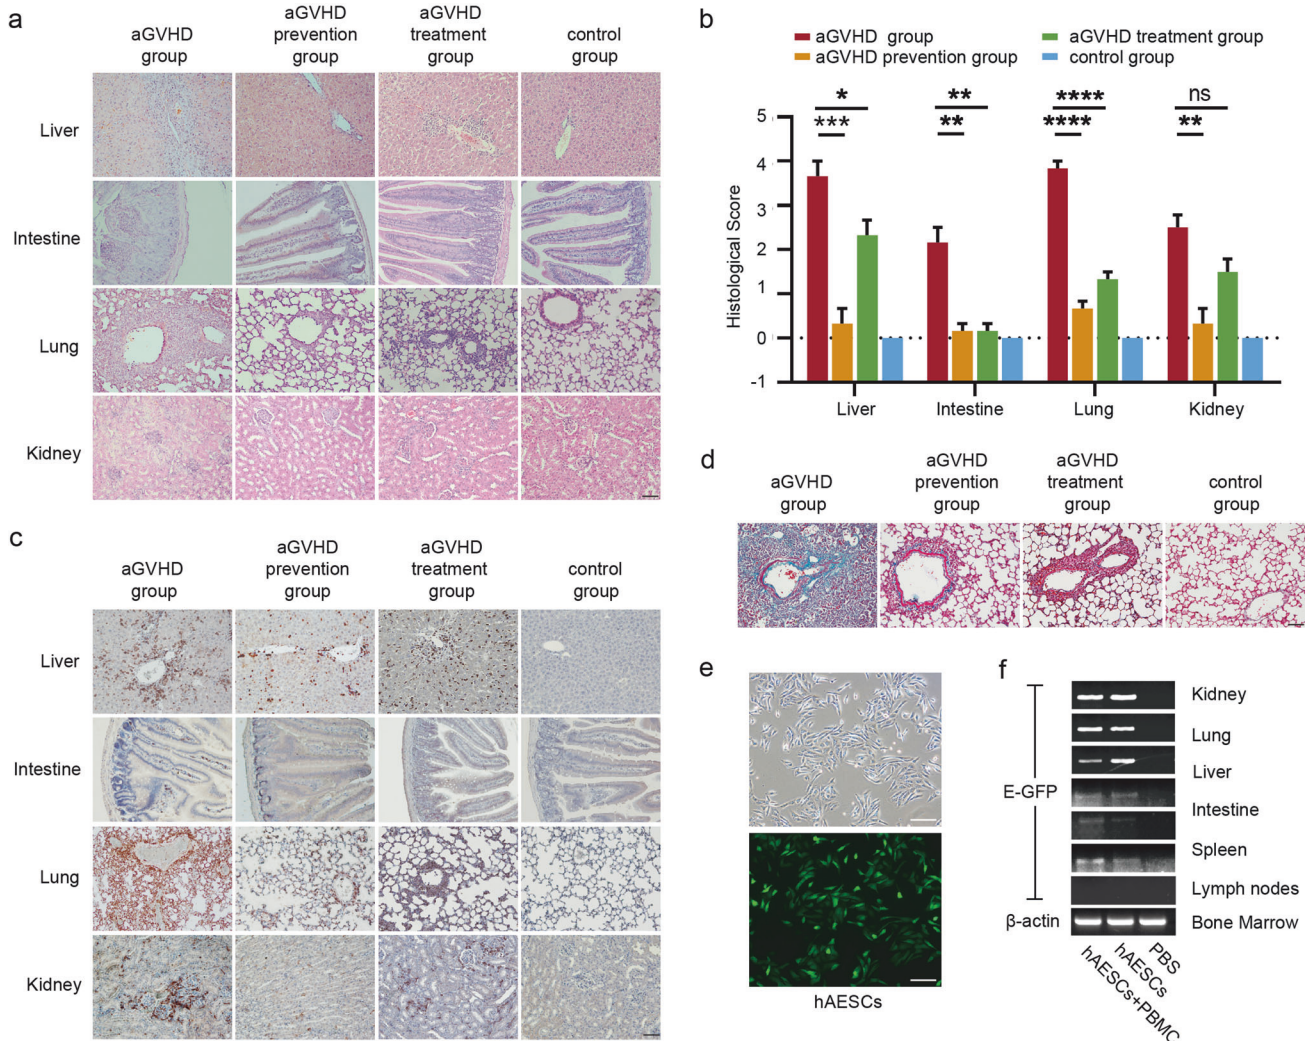 a
aGVHD
group
aGVHD
prevention
group
aGVHD
treatment
group
control
group
Liver
Intestine
Lung
Kidney
b
aGVHD group
aGVHD prevention group
aGVHD treatment group
control group
Histological Score
5
4
3
2
1
0
-1
*
***
**
**
****
****
ns
**
Liver
Intestine
Lung
Kidney
c
aGVHD
group
aGVHD
prevention
group
aGVHD
treatment
group
control
group
Liver
Intestine
Lung
Kidney
d
aGVHD
group
aGVHD
prevention
group
aGVHD
treatment
group
control
group
e
hAESCs
f
E-GFP
β-actin
Kidney
Lung
Liver
Intestine
Spleen
Lymph nodes
Bone Marrow
hAESCs+PBMC
hAESCs
PBS